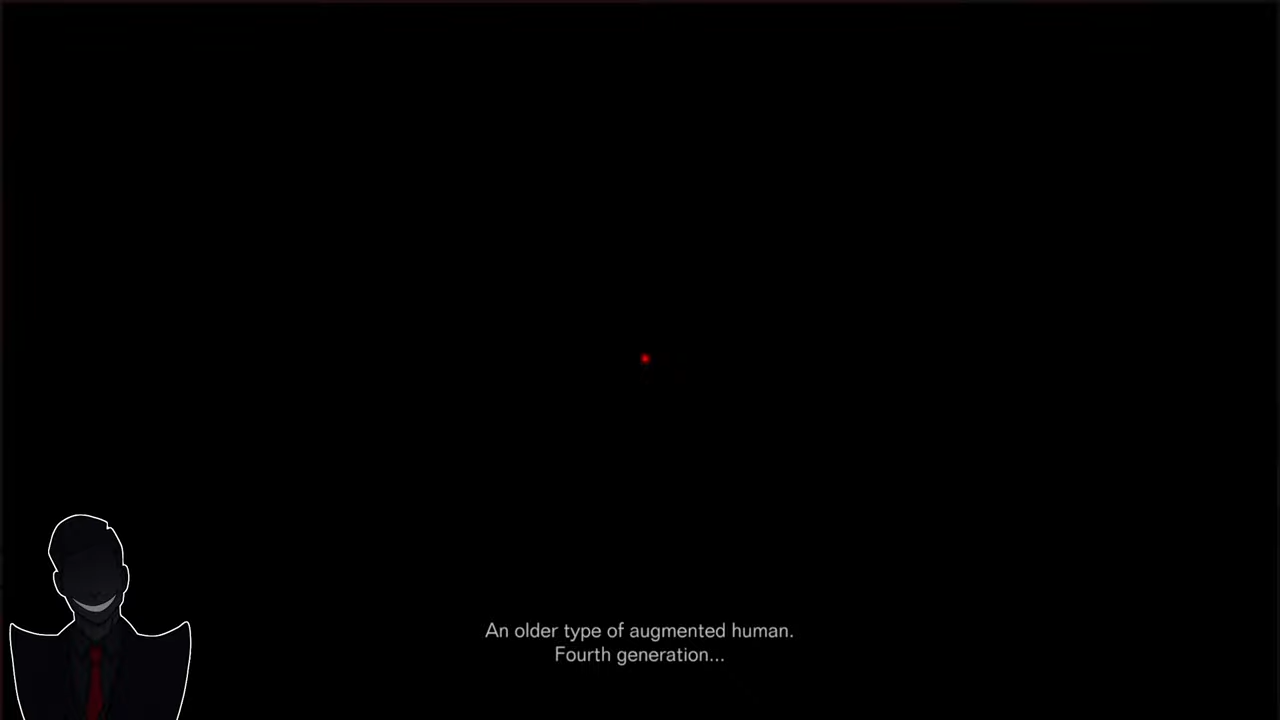 An older type of augmented human.
Fourth generation...